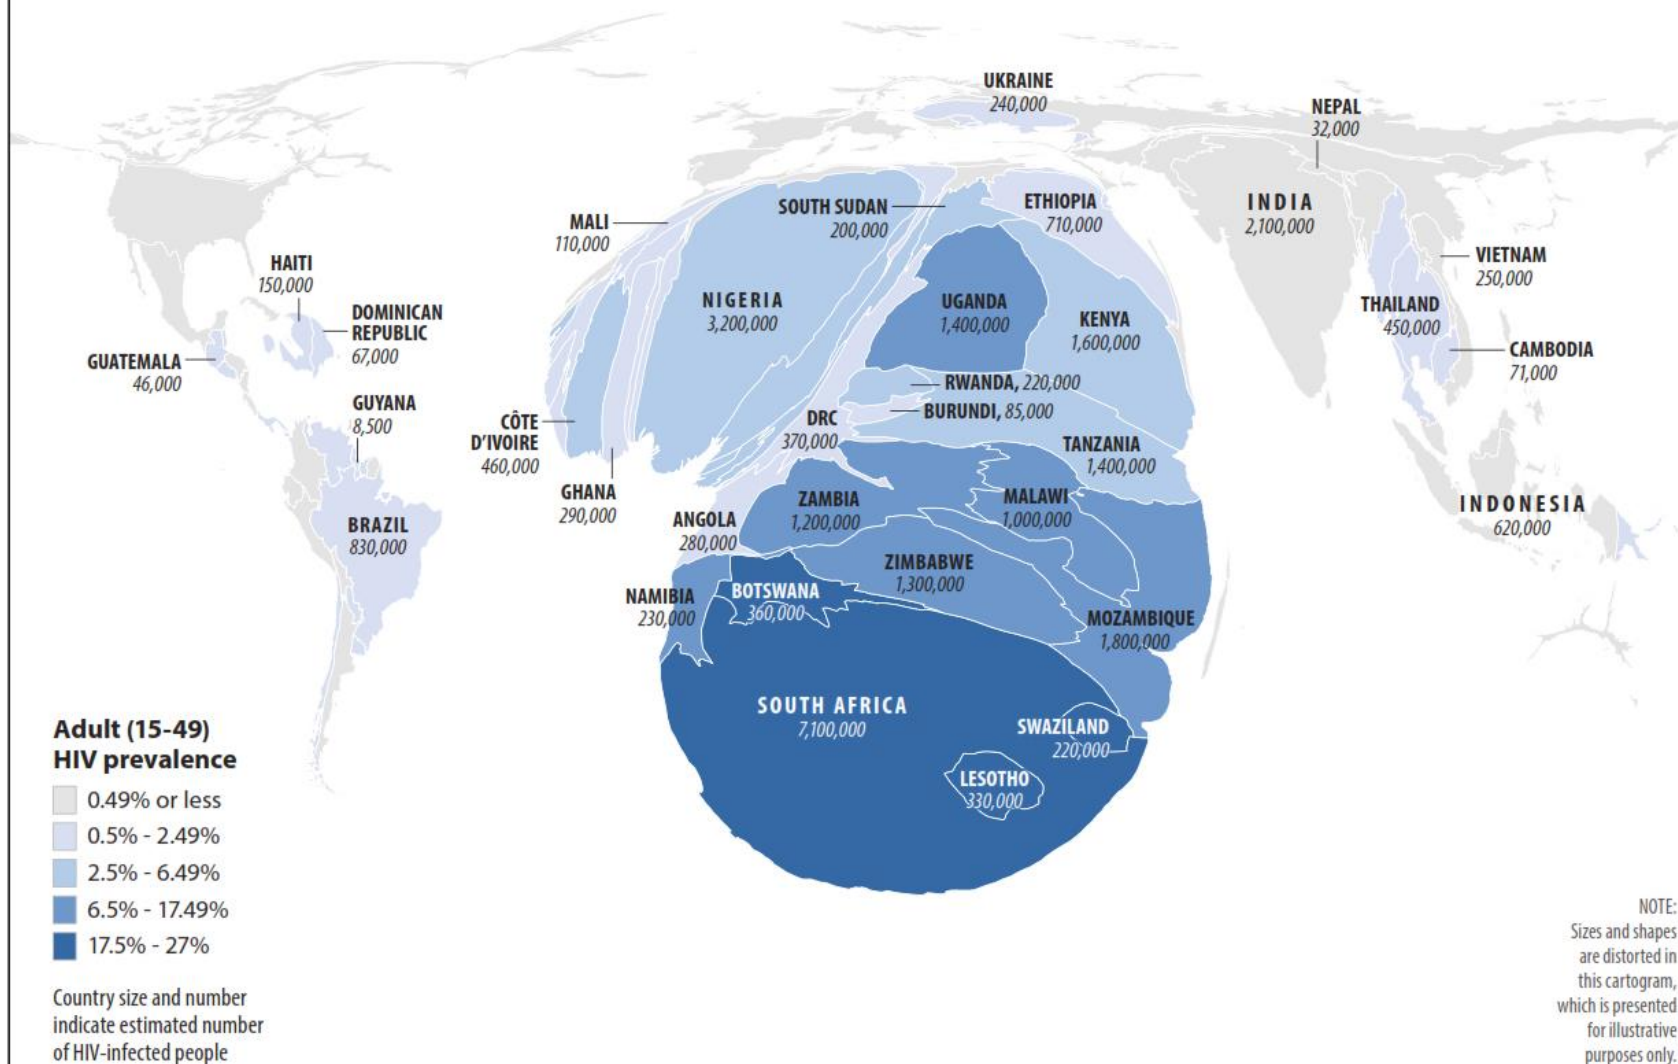 UKRAINE
240,000
NEPAL
32,000
INDIA
2,100,000
VIETNAM
250,000
THAILAND
450,000
CAMBODIA
71,000
INDONESIA
620,000
HAITI
150,000
DOMINICAN
REPUBLIC
67,000
GUATEMALA
46,000
GUYANA
8,500
BRAZIL
830,000
MALI
110,000
SOUTH SUDAN
200,000
ETHIOPIA
710,000
NIGERIA
3,200,000
UGANDA
1,400,000
KENYA
1,600,000
RWANDA, 220,000
BURUNDI, 85,000
CÔTE
D'IVOIRE
460,000
GHANA
290,000
DRC
370,000
TANZANIA
1,400,000
ANGOLA
280,000
ZAMBIA
1,200,000
MALAWI
1,000,000
ZIMBABWE
1,300,000
NAMIBIA
230,000
BOTSWANA
360,000
MOZAMBIQUE
1,800,000
SOUTH AFRICA
7,100,000
SWAZILAND
220,000
LESOTHO
330,000
Adult (15-49)
HIV prevalence
0.49% or less
0.5% - 2.49%
2.5% - 6.49%
6.5% - 17.49%
17.5% - 27%
Country size and number
indicate estimated number
of HIV-infected people
NOTE:
Sizes and shapes
are distorted in
this cartogram,
which is presented
for illustrative
purposes only.